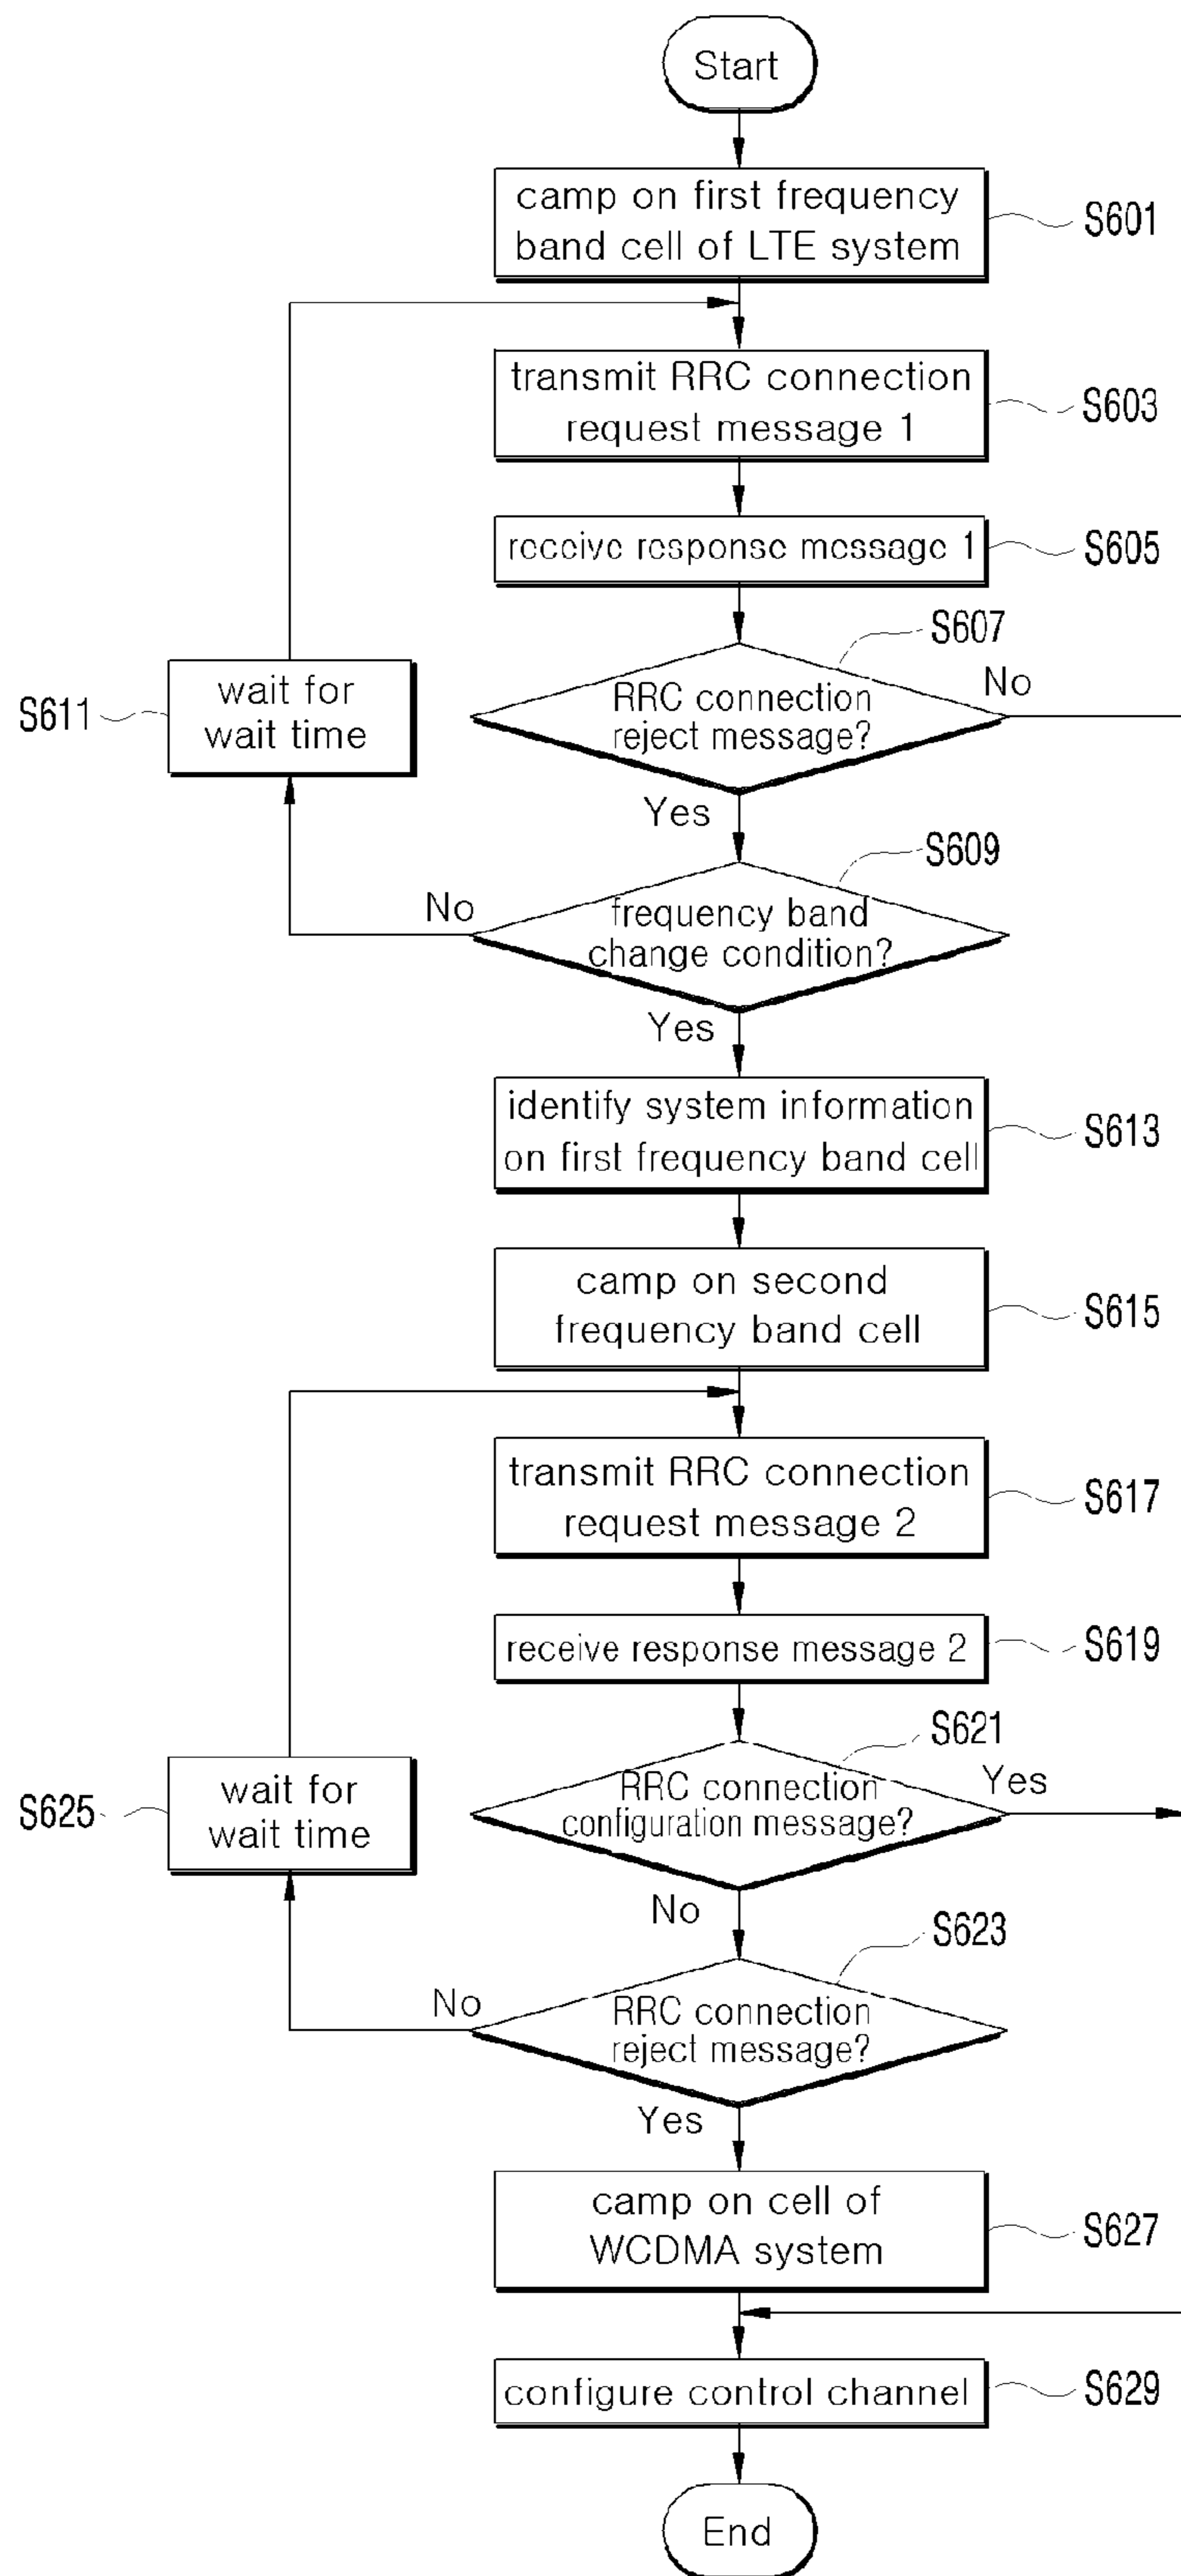 Start
camp on first frequency
band cell of LTE system
S601
transmit RRC connection
request message 1
S603
receive response message 1
S605
S607
RRC connection
reject message?
No
Yes
S611
wait for
wait time
S609
frequency band
change condition?
No
Yes
identify system information
on first frequency band cell
S613
camp on second
frequency band cell
S615
transmit RRC connection
request message 2
S617
receive response message 2
S619
S621
RRC connection
configuration message?
Yes
No
S625
wait for
wait time
S623
RRC connection
reject message?
No
Yes
camp on cell of
WCDMA system
S627
configure control channel
S629
End